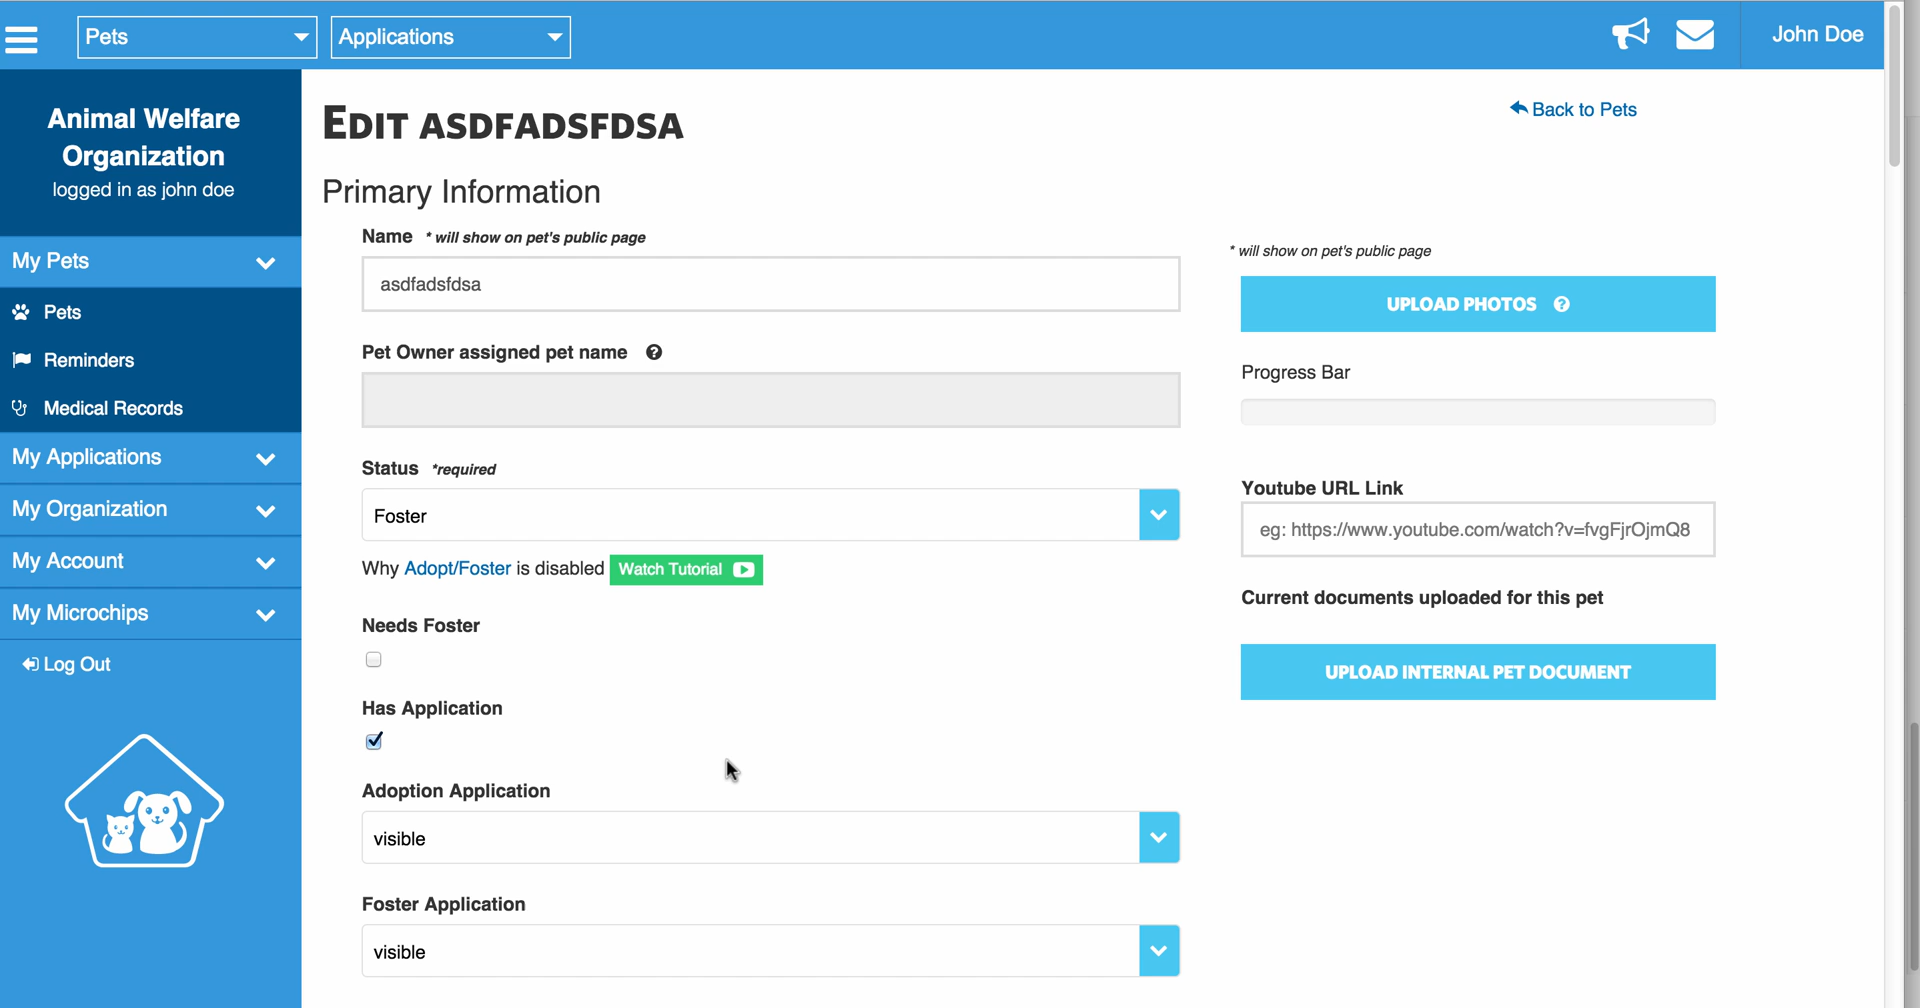 Pets
Applications
John Doe
Animal Welfare
Organization
logged in as john doe
My Pets
Pets
Reminders
Medical Records
My Applications
My Organization
My Account
My Microchips
Log Out
EDIT ASDFADSFDSA
Back to Pets
Primary Information
Name * will show on pet's public page
asdfadsfdsa
Pet Owner assigned pet name
Status *required
Foster
Why Adopt/Foster is disabled Watch Tutorial
Needs Foster
Has Application
Adoption Application
visible
Foster Application
visible
* will show on pet's public page
UPLOAD PHOTOS
Progress Bar
Youtube URL Link
eg: https://www.youtube.com/watch?v=fvgFjrOjmQ8
Current documents uploaded for this pet
UPLOAD INTERNAL PET DOCUMENT